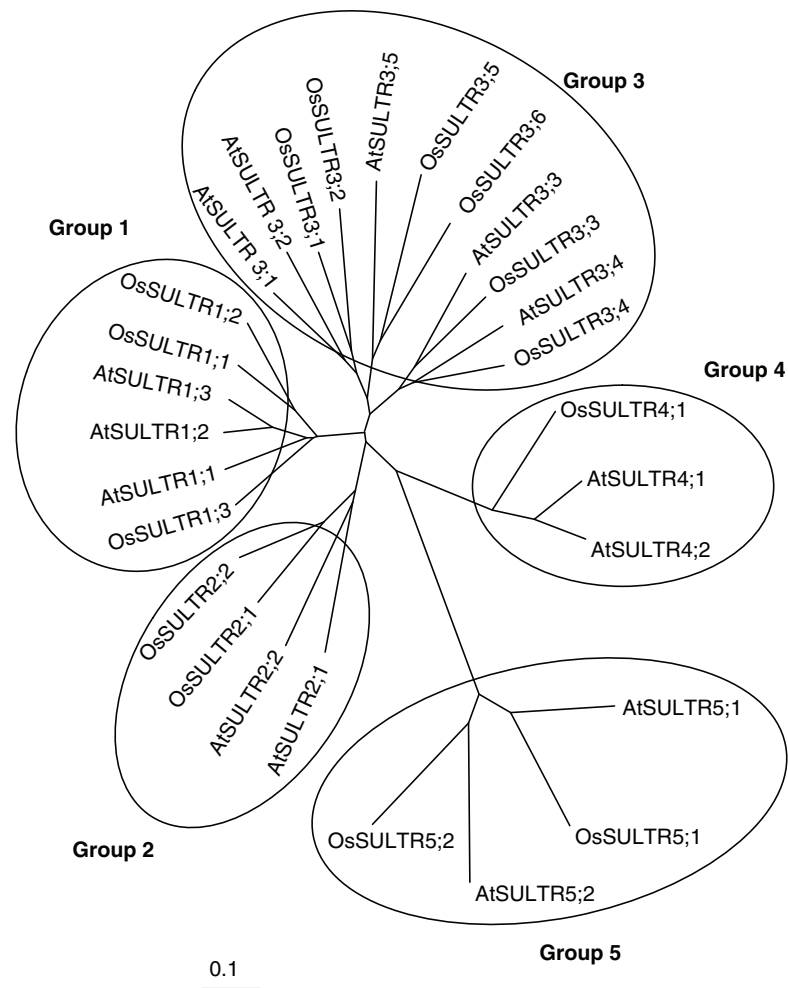 Group 3
AtSULTR 3;1
AtSULTR 3;2
OsSULTR3;1
OsSULTR3;2
AtSULTR3;5
OsSULTR3;5
OsSULTR3;6
AtSULTR3;3
OsSULTR3;3
AtSULTR3;4
OsSULTR3;4
Group 1
OsSULTR1;2
OsSULTR1;1
AtSULTR1;3
AtSULTR1;2
AtSULTR1;1
OsSULTR1;3
Group 4
OsSULTR4;1
AtSULTR4;1
AtSULTR4;2
OsSULTR2;2
OsSULTR2;1
AtSULTR2;2
AtSULTR2;1
Group 2
AtSULTR5;1
OsSULTR5;1
OsSULTR5;2
AtSULTR5;2
Group 5
0.1